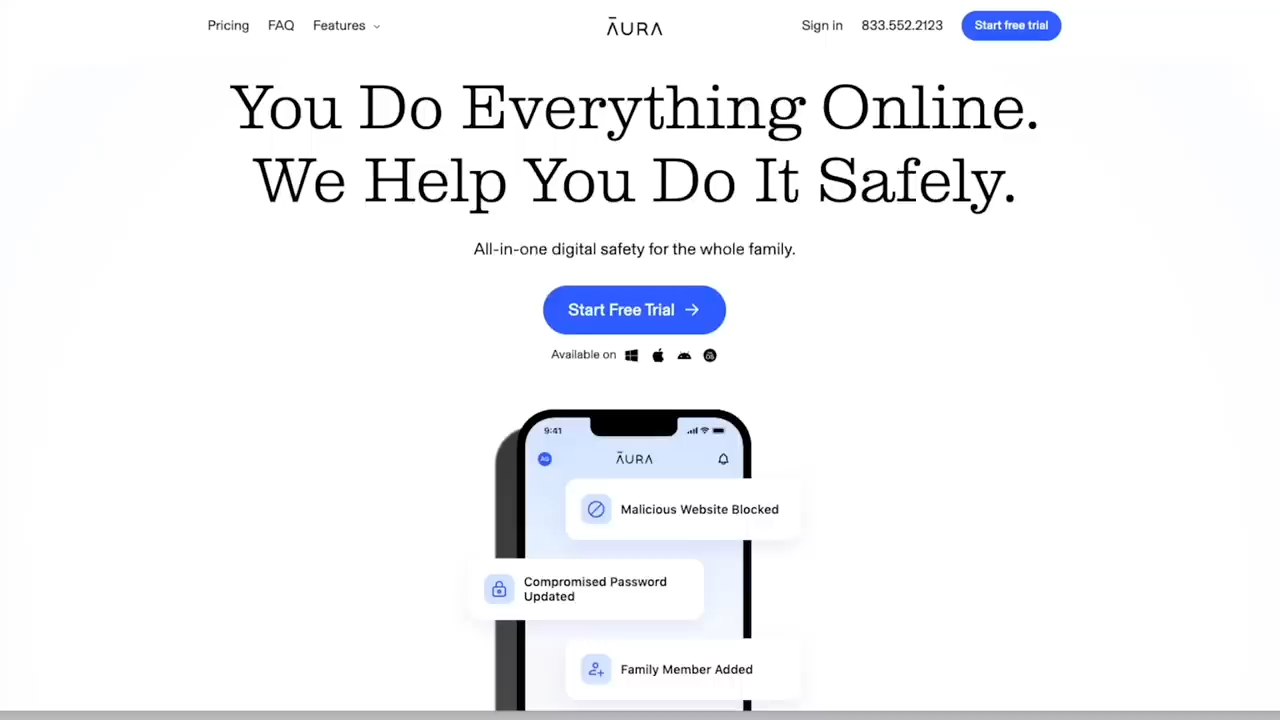 Pricing FAQ Features
ĀURA
Sign in 833.552.2123 Start free trial
You Do Everything Online.
We Help You Do It Safely.
All-in-one digital safety for the whole family.
Start Free Trial
Available on
9:41
AG
ĀURA
Malicious Website Blocked
Compromised Password
Updated
Family Member Added